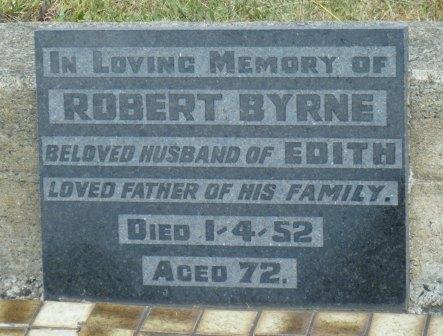 In Loving Memory of
ROBERT BYRNE
BELOVED HUSBAND OF EDITH
LOVED FATHER OF HIS FAMILY.
Died 1-4-52
Aged 72.